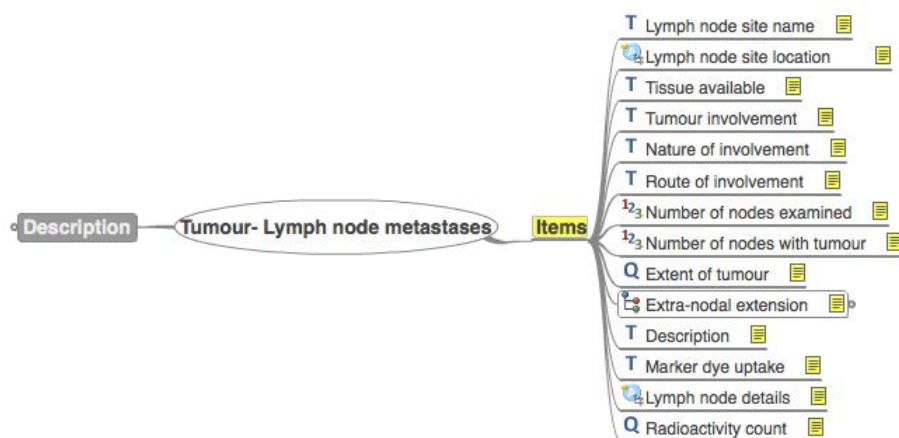 T Lymph node site name
Lymph node site location
T Tissue available
T Tumour involvement
T Nature of involvement
T Route of involvement
123 Number of nodes examined
123 Number of nodes with tumour
Q Extent of tumour
Extra-nodal extension
T Description
T Marker dye uptake
Lymph node details
Q Radioactivity count
Description
Tumour- Lymph node metastases
Items